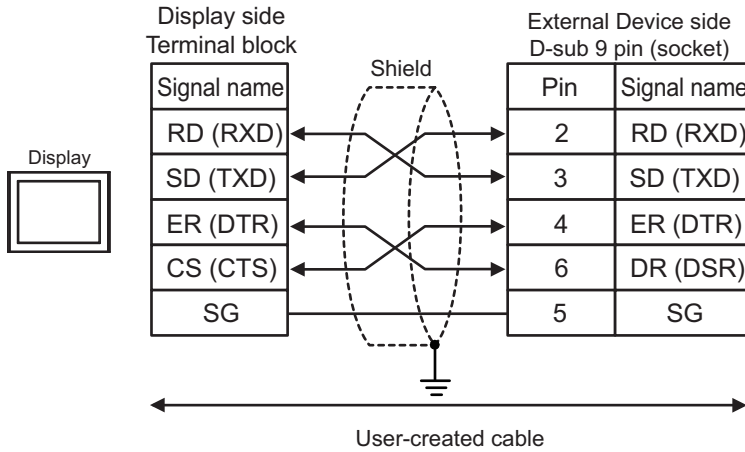 Display side
Terminal block
External Device side
D-sub 9 pin (socket)
Shield
Signal name
Pin
Signal name
RD (RXD)
2
RD (RXD)
Display
SD (TXD)
3
SD (TXD)
ER (DTR)
4
ER (DTR)
CS (CTS)
6
DR (DSR)
SG
5
SG
User-created cable